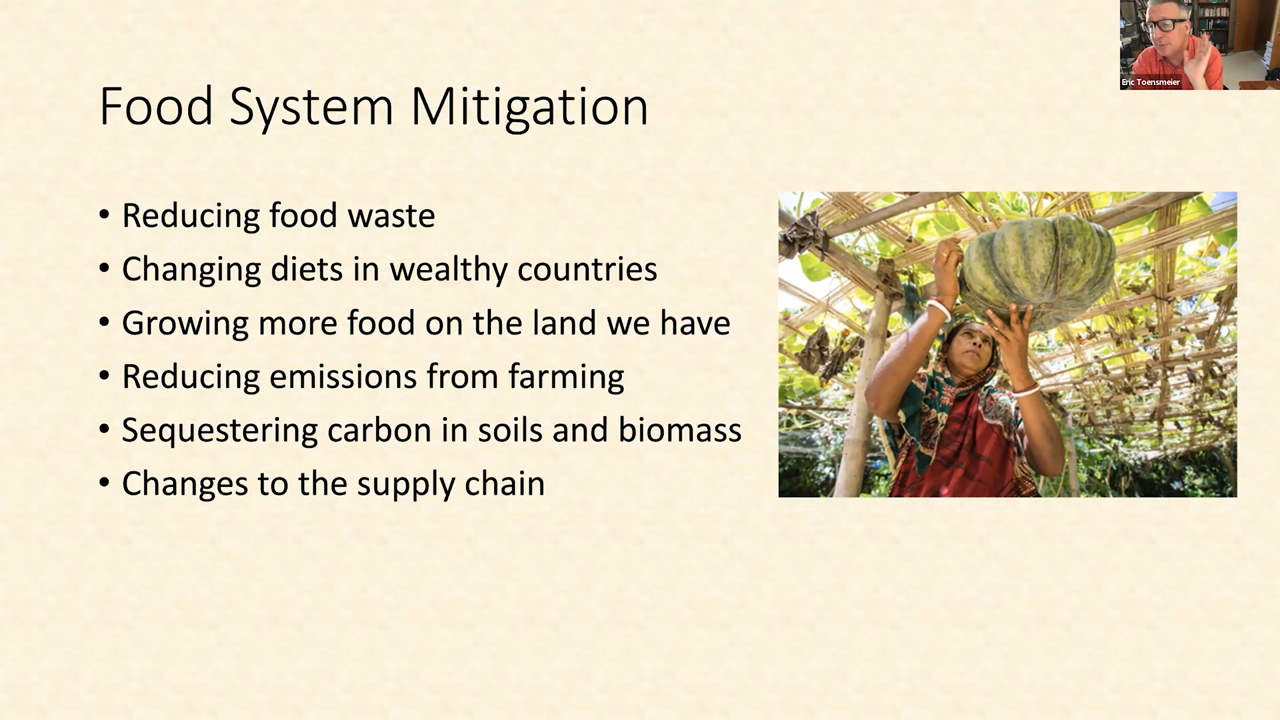 Eric Toensmeier
Food System Mitigation
• Reducing food waste
• Changing diets in wealthy countries
• Growing more food on the land we have
• Reducing emissions from farming
• Sequestering carbon in soils and biomass
• Changes to the supply chain